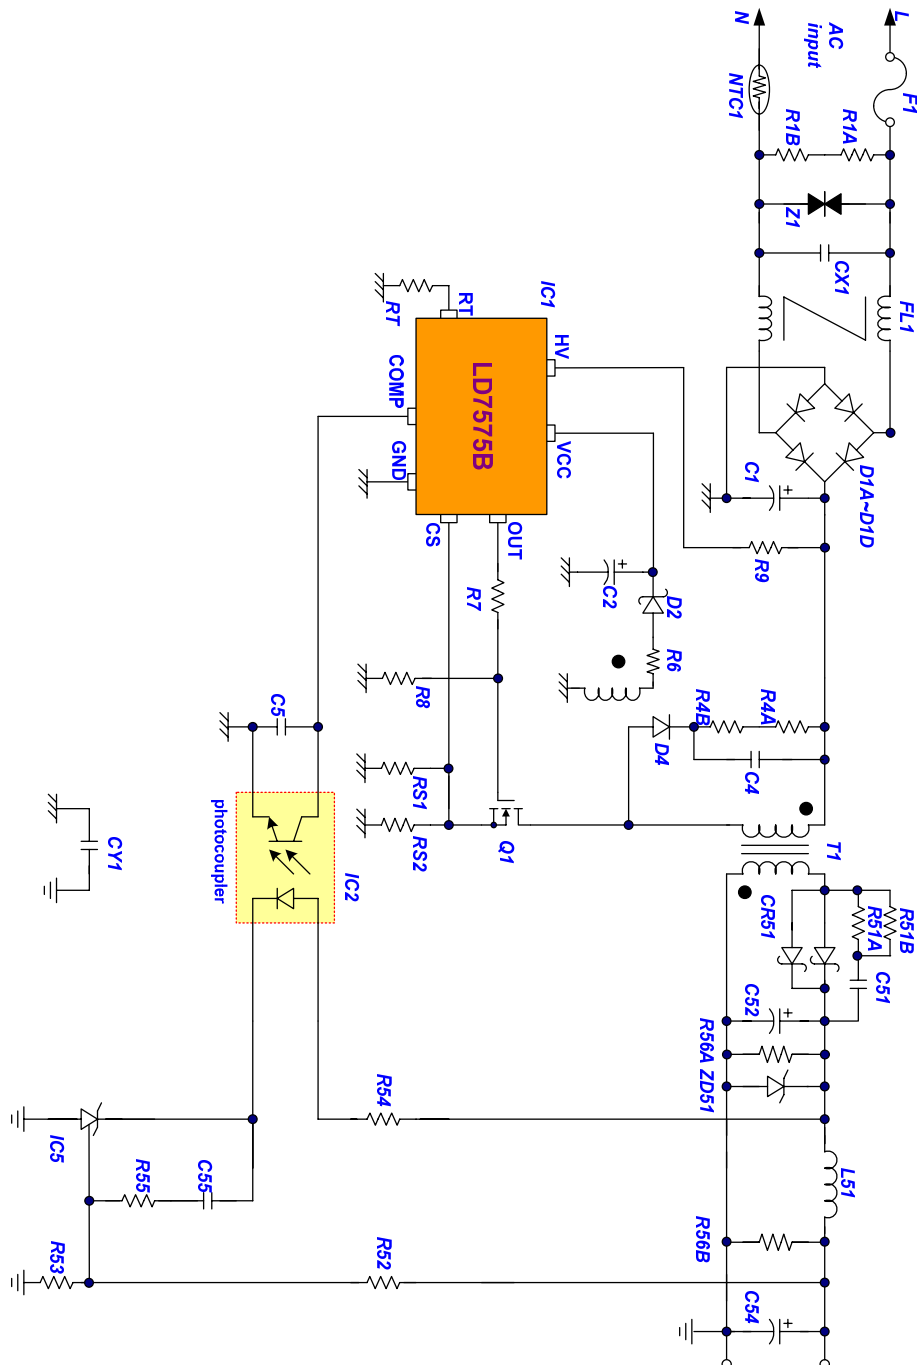 L
N
AC
input
F1
NTC1
R1A
R1B
Z1
CX1
FL1
D1A~D1D
C1
R9
IC1
HV
VCC
RT
RT
COMP
GND
CS
OUT
LD7575B
C2
D2
R6
R7
R8
R4A
R4B
D4
C4
T1
Q1
RS1
RS2
C5
IC2
photocoupler
CY1
CR51
R51A
R51B
C51
C52
R56A
ZD51
R54
L51
R56B
C54
R52
IC5
R55
C55
R53